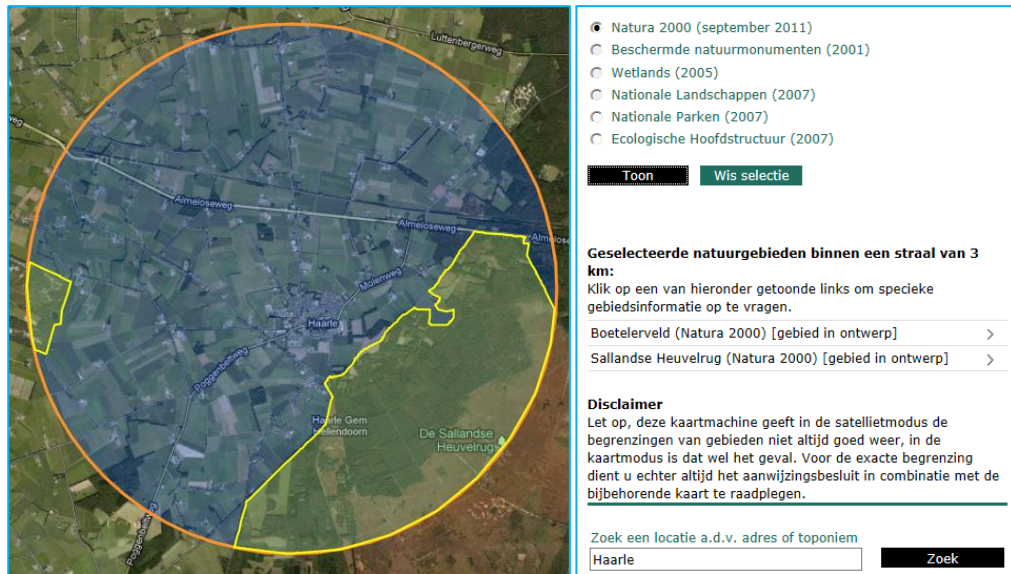 Luttenbergerweg
weg
Almeloseweg
Almeloseweg
Almelos
Molenweg
Haarle
Poggenbeltweg
Haarle Gem
Hellendoorn
De Sallandse
Heuvelrug
Poggenbeltweg
Natura 2000 (september 2011)
Beschermde natuurmonumenten (2001)
Wetlands (2005)
Nationale Landschappen (2007)
Nationale Parken (2007)
Ecologische Hoofdstructuur (2007)
Toon Wis selectie
Geselecteerde natuurgebieden binnen een straal van 3
km:
Klik op een van hieronder getoonde links om specieke
gebiedsinformatie op te vragen.
Boetelerveld (Natura 2000) [gebied in ontwerp]
Sallandse Heuvelrug (Natura 2000) [gebied in ontwerp]
Disclaimer
Let op, deze kaartmachine geeft in de satellietmodus de
begrenzingen van gebieden niet altijd goed weer, in de
kaartmodus is dat wel het geval. Voor de exacte begrenzing
dient u echter altijd het aanwijzingsbesluit in combinatie met de
bijbehorende kaart te raadplegen.
Zoek een locatie a.d.v. adres of toponiem
Haarle Zoek